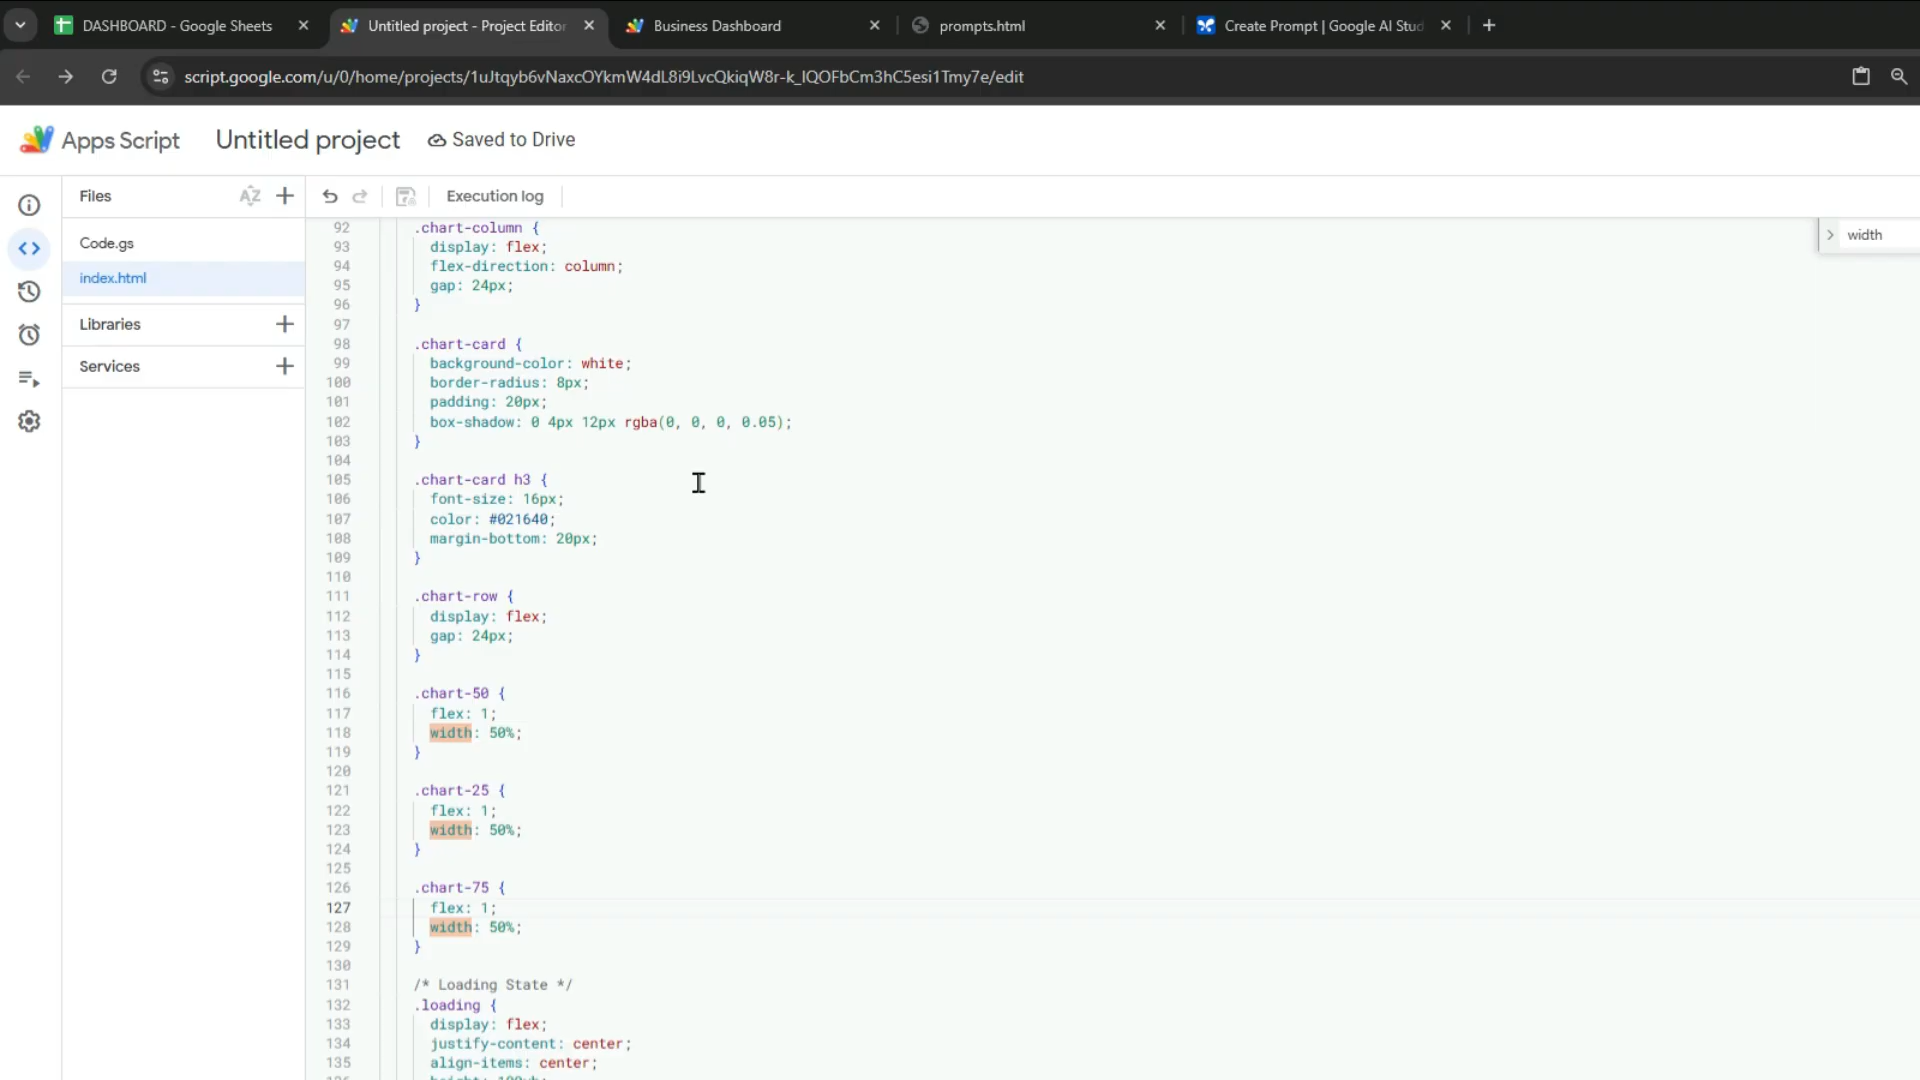 DASHBOARD - Google Sheets
Untitled project - Project Editor
Business Dashboard
prompts.html
Create Prompt | Google AI Stud
script.google.com/u/0/home/projects/1uJtqyb6vNaxcOYkmW4dL8i9LvcQkiqW8r-k_IQOFbCm3hC5esi1Tmy7e/edit
Apps Script
Untitled project
Saved to Drive
Files
AZ
Execution log
Code.gs
index.html
Libraries
Services
width
92 .chart-column {
93 display: flex;
94 flex-direction: column;
95 gap: 24px;
96 }
97
98 .chart-card {
99 background-color: white;
100 border-radius: 8px;
101 padding: 20px;
102 box-shadow: 0 4px 12px rgba(0, 0, 0, 0.05);
103 }
104
105 .chart-card h3 {
106 font-size: 16px;
107 color: #021640;
108 margin-bottom: 20px;
109 }
110
111 .chart-row {
112 display: flex;
113 gap: 24px;
114 }
115
116 .chart-50 {
117 flex: 1;
118 width: 50%;
119 }
120
121 .chart-25 {
122 flex: 1;
123 width: 50%;
124 }
125
126 .chart-75 {
127 flex: 1;
128 width: 50%;
129 }
130
131 /* Loading State */
132 .loading {
133 display: flex;
134 justify-content: center;
135 align-items: center;